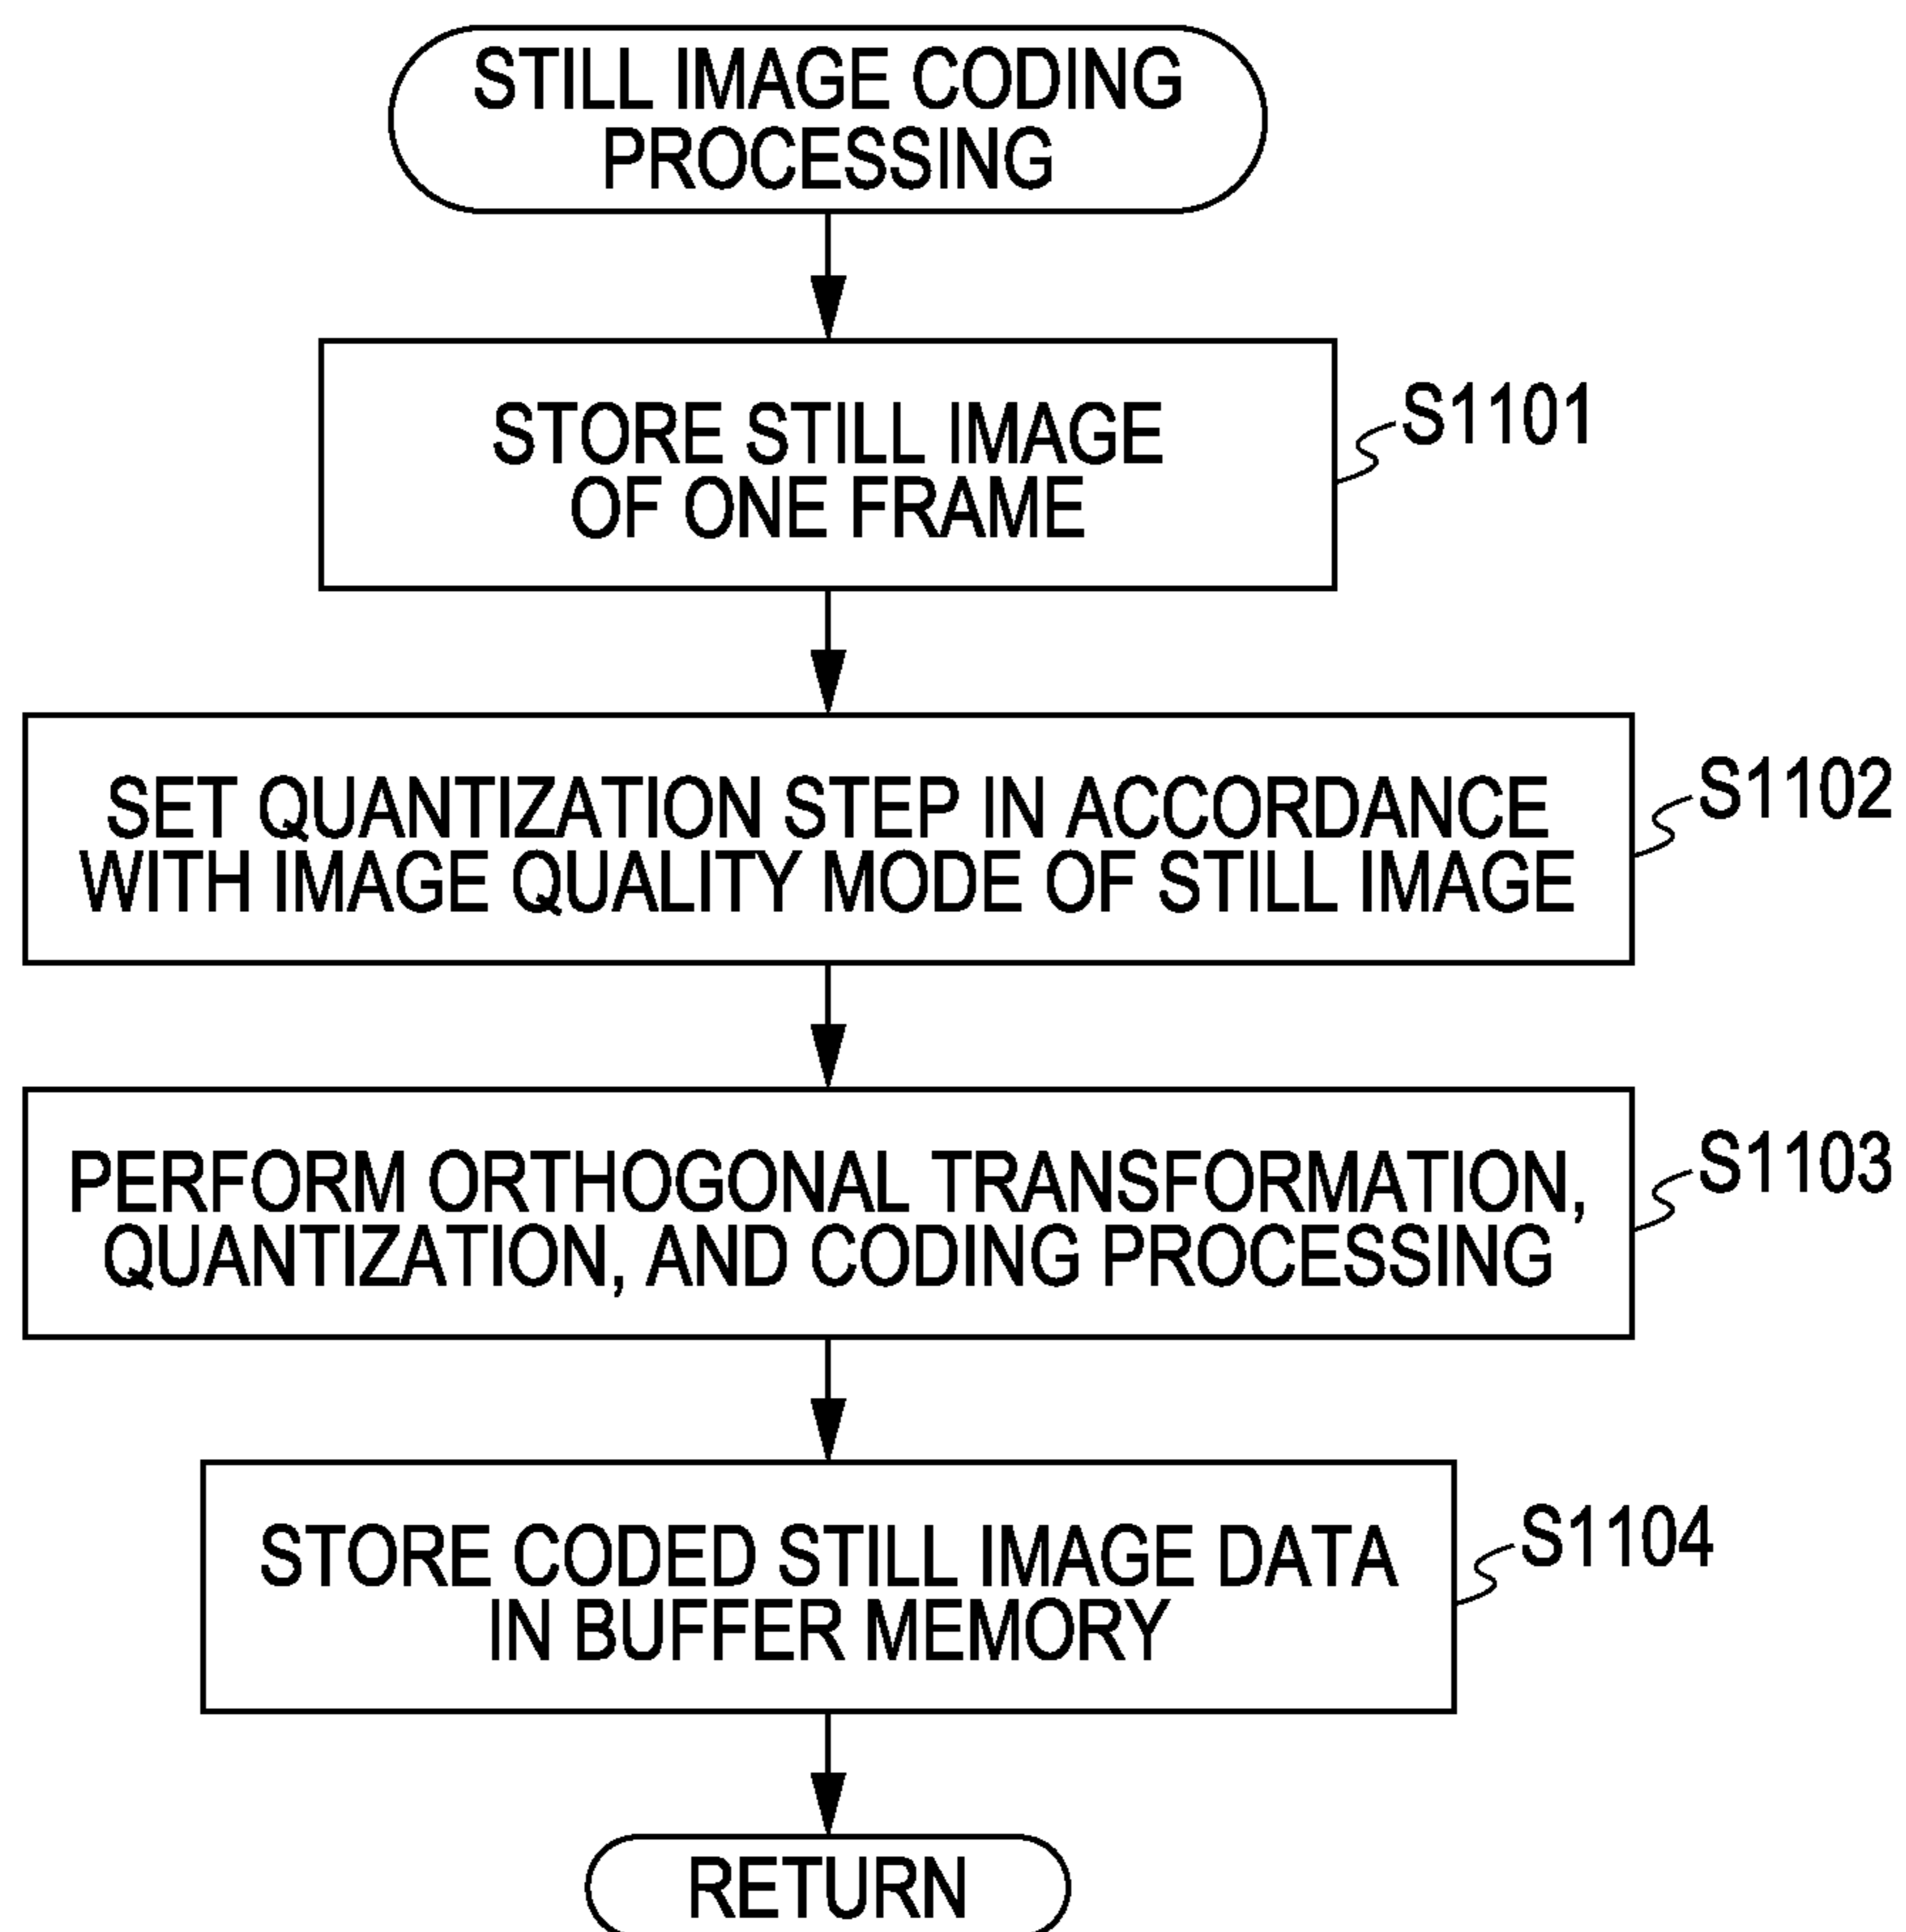 STILL IMAGE CODING
PROCESSING
STORE STILL IMAGE
OF ONE FRAME
S1101
SET QUANTIZATION STEP IN ACCORDANCE
WITH IMAGE QUALITY MODE OF STILL IMAGE
S1102
PERFORM ORTHOGONAL TRANSFORMATION,
QUANTIZATION, AND CODING PROCESSING
S1103
STORE CODED STILL IMAGE DATA
IN BUFFER MEMORY
S1104
RETURN